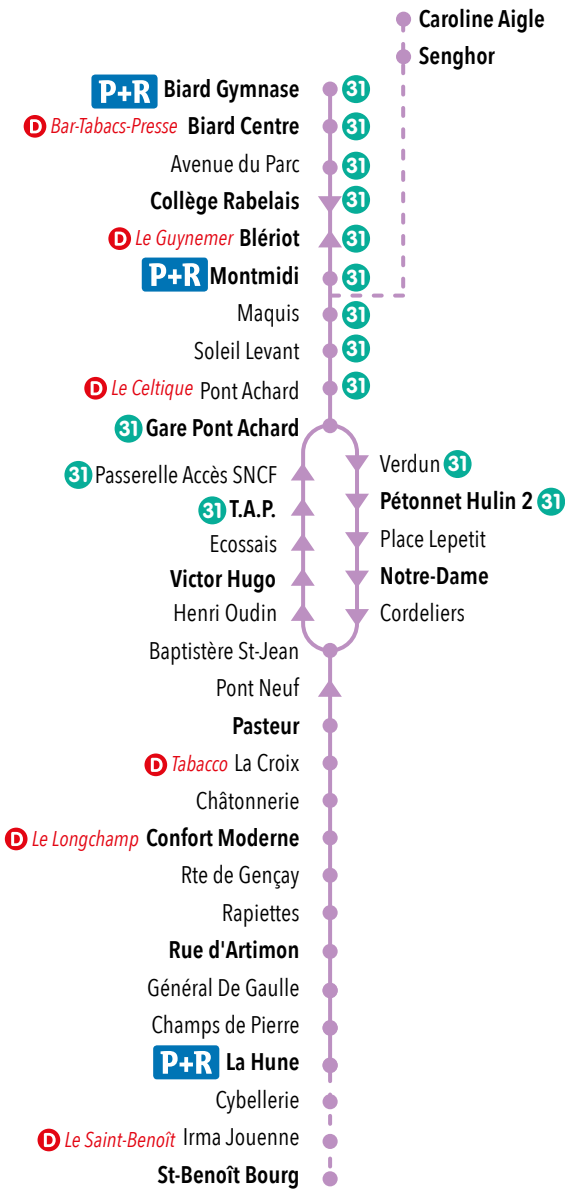 Caroline Aigle
Senghor
P+R Biard Gymnase 31
D Bar-Tabacs-Presse Biard Centre 31
Avenue du Parc 31
Collège Rabelais 31
D Le Guynemer Blériot 31
P+R Montmidi 31
Maquis 31
Soleil Levant 31
D Le Celtique Pont Achard 31
31 Gare Pont Achard
31 Passerelle Accès SNCF
31 T.A.P.
Ecossais
Victor Hugo
Henri Oudin
Verdun 31
Pétonnet Hulin 2 31
Place Lepetit
Notre-Dame
Cordeliers
Baptistère St-Jean
Pont Neuf
Pasteur
D Tabacco La Croix
Châtonnerie
D Le Longchamp Confort Moderne
Rte de Gençay
Rapiettes
Rue d'Artimon
Général De Gaulle
Champs de Pierre
P+R La Hune
Cybellerie
D Le Saint-Benoît Irma Jouenne
St-Benoît Bourg